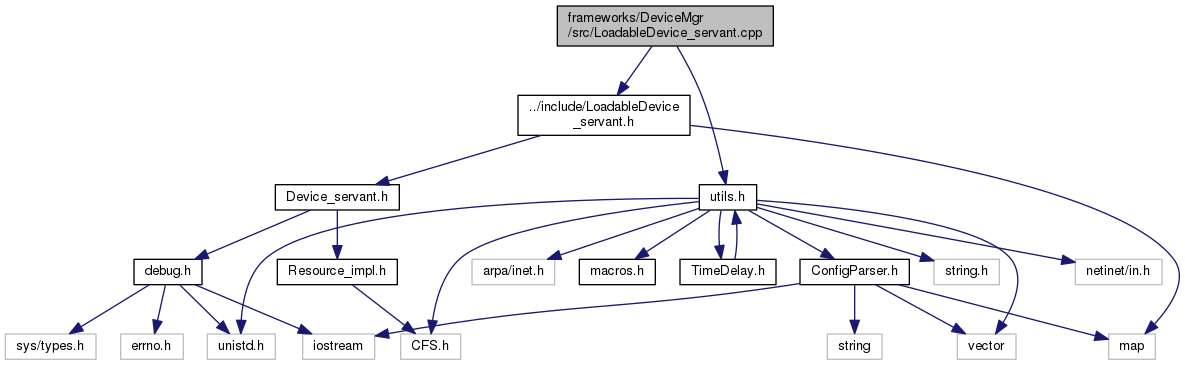 frameworks/DeviceMgr
/src/LoadableDevice_servant.cpp
../include/LoadableDevice
_servant.h
Device_servant.h
utils.h
debug.h
Resource_impl.h
arpa/inet.h
macros.h
TimeDelay.h
ConfigParser.h
string.h
netinet/in.h
sys/types.h
errno.h
unistd.h
iostream
CFS.h
string
vector
map